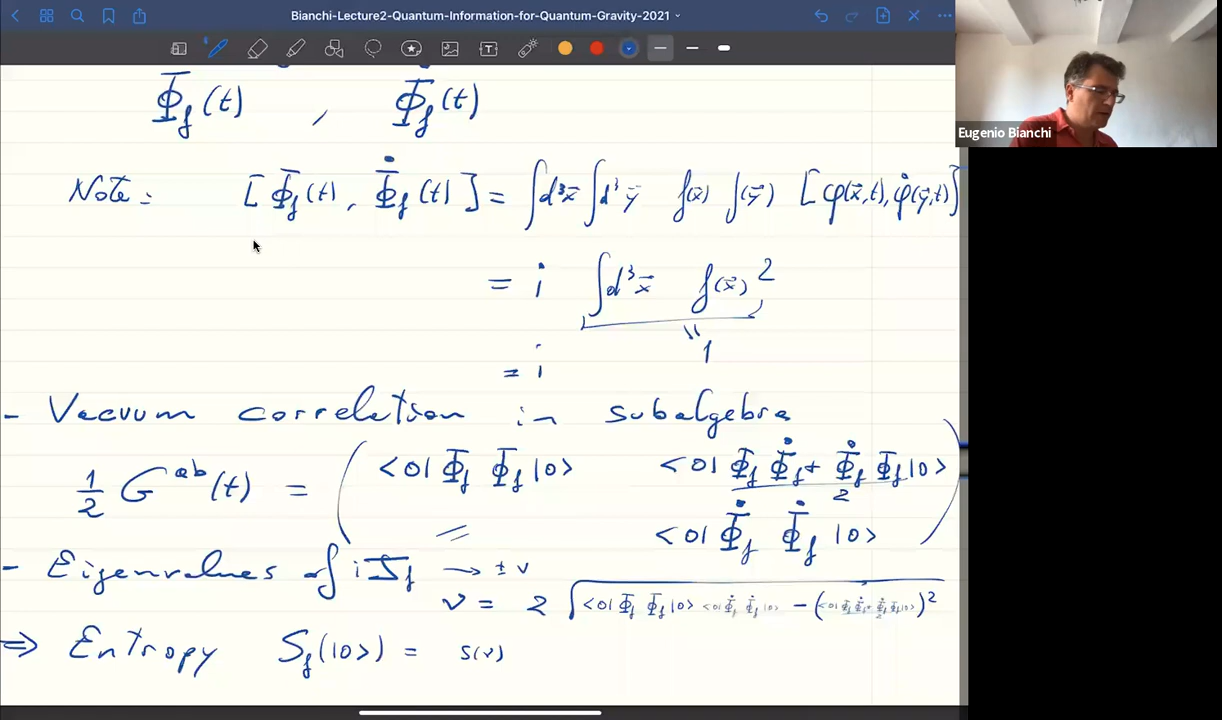 Bianchi-Lecture2-Quantum-Information-for-Quantum-Gravity-2021
Eugenio Bianchi
Φ_f(t) , Φ̇_f(t)
Note: [Φ_f(t), Φ̇_f(t)] = ∫d³x⃗ ∫d³y⃗ f(x⃗) f(y⃗) [φ(x⃗,t), φ̇(y⃗,t)]
= i ∫d³x⃗ f(x⃗)²
" 1
= i
- Vacuum correlation in subalgebra
½ G^{ab}(t) = ( <0|Φ_f Φ_f|0> <0|Φ_f Φ̇_f + Φ̇_f Φ_f|0> / 2
= <0|Φ̇_f Φ̇_f|0> )
- Eigenvalues of i J_f → ± ν
ν = 2 √ <0|Φ_f Φ_f|0> <0|Φ̇_f Φ̇_f|0> - (<0|Φ_f Φ̇_f + Φ̇_f Φ_f|0> / 2)²
⇒ Entropy S_f(|0>) = S(ν)